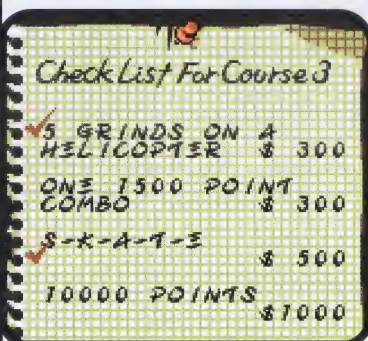 Check List For Course 3
5 GRINDS ON A
HELICOPTER $ 300
ONE 1500 POINT
COMBO $ 300
S-K-A-T-E
$ 500
10000 POINTS
$1000